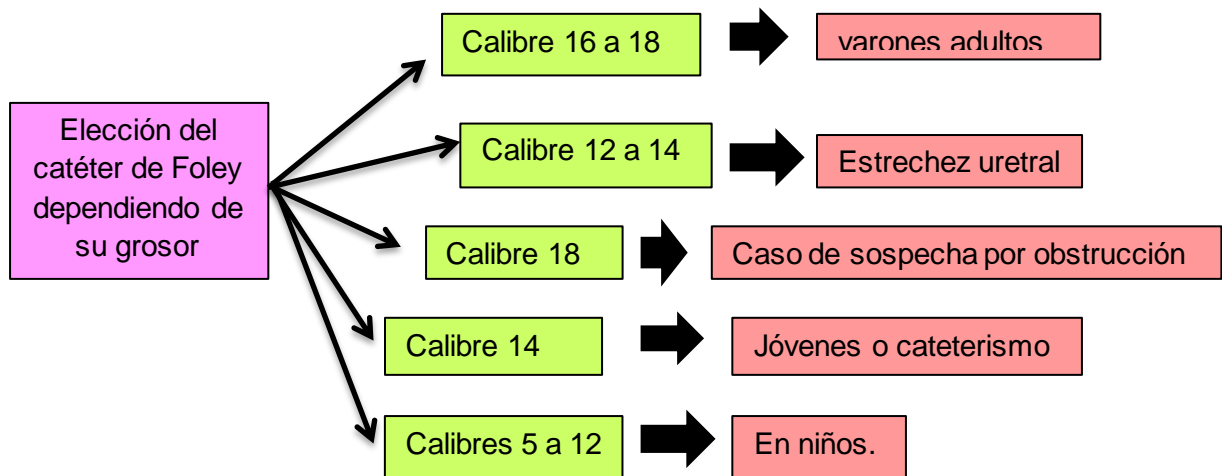 Elección del
catéter de Foley
dependiendo de
su grosor
Calibre 16 a 18
varones adultos
Calibre 12 a 14
Estrechez uretral
Calibre 18
Caso de sospecha por obstrucción
Calibre 14
Jóvenes o cateterismo
Calibres 5 a 12
En niños.